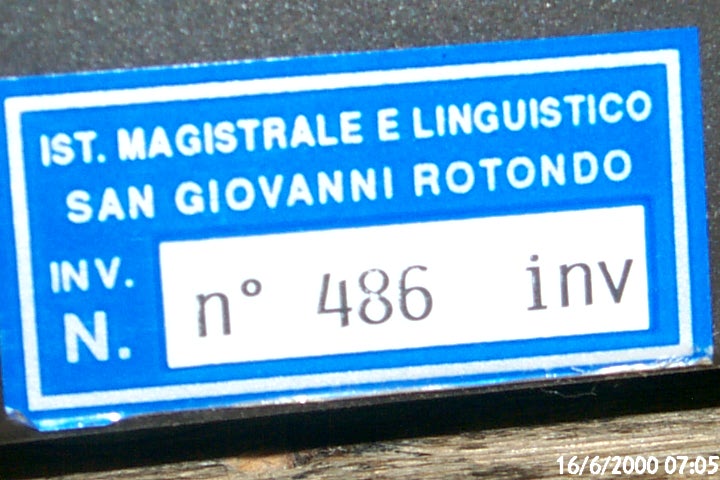 IST. MAGISTRALE E LINGUISTICO
SAN GIOVANNI ROTONDO
INV.
N.
n° 486 inv
16/6/2000 07:05